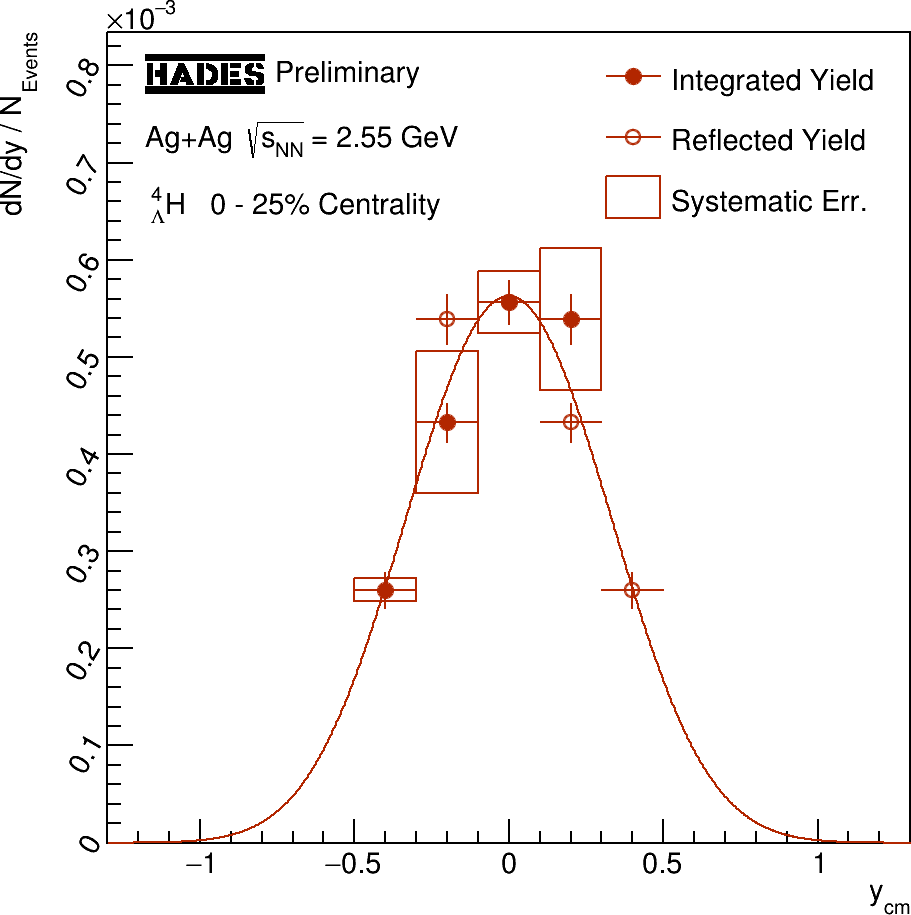 ×10⁻³
dN/dy / N_Events
HADES Preliminary
Ag+Ag √s_NN = 2.55 GeV
⁴_ΛH 0 - 25% Centrality
Integrated Yield
Reflected Yield
Systematic Err.
0.8
0.7
0.6
0.5
0.4
0.3
0.2
0.1
0
−1 −0.5 0 0.5 1
y_cm